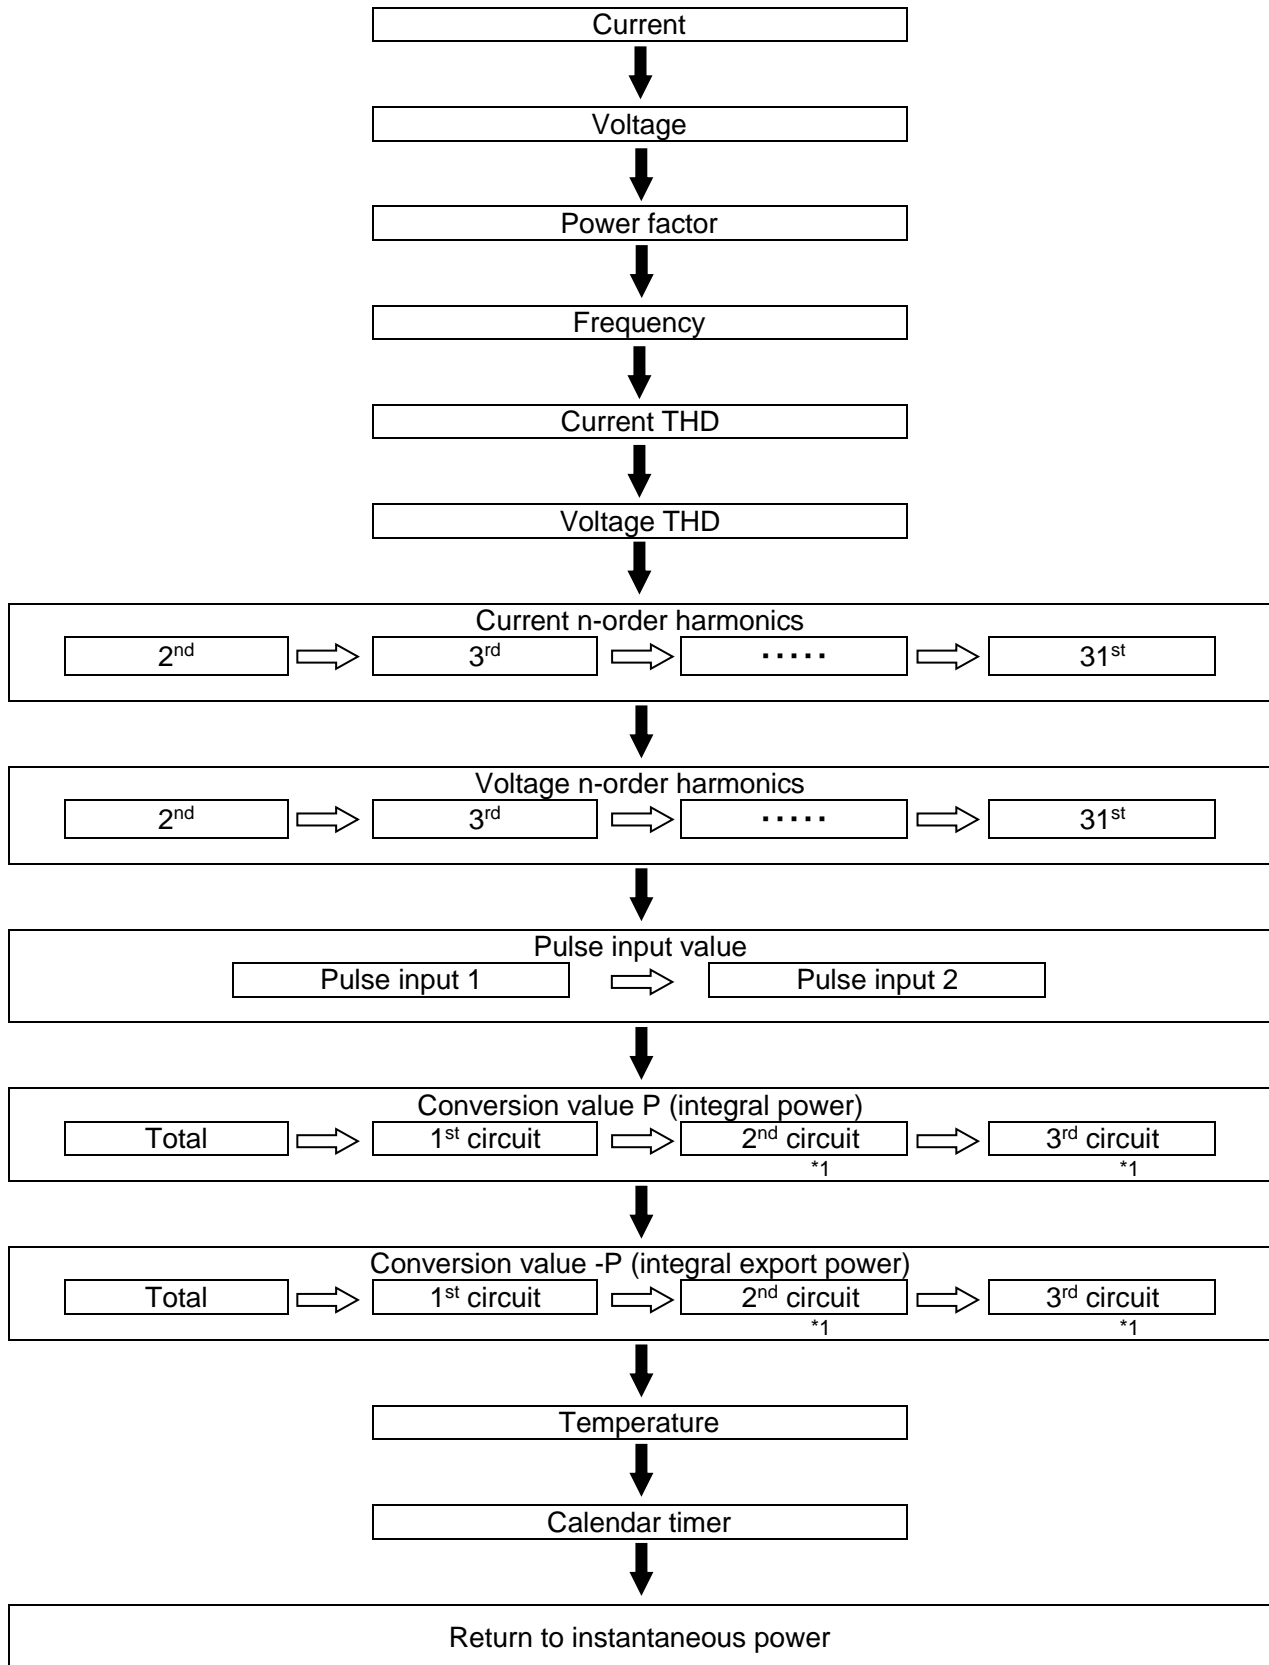 Current
Voltage
Power factor
Frequency
Current THD
Voltage THD
Current n-order harmonics
2nd 3rd ····· 31st
Voltage n-order harmonics
2nd 3rd ····· 31st
Pulse input value
Pulse input 1 Pulse input 2
Conversion value P (integral power)
Total 1st circuit 2nd circuit 3rd circuit
*1 *1
Conversion value -P (integral export power)
Total 1st circuit 2nd circuit 3rd circuit
*1 *1
Temperature
Calendar timer
Return to instantaneous power